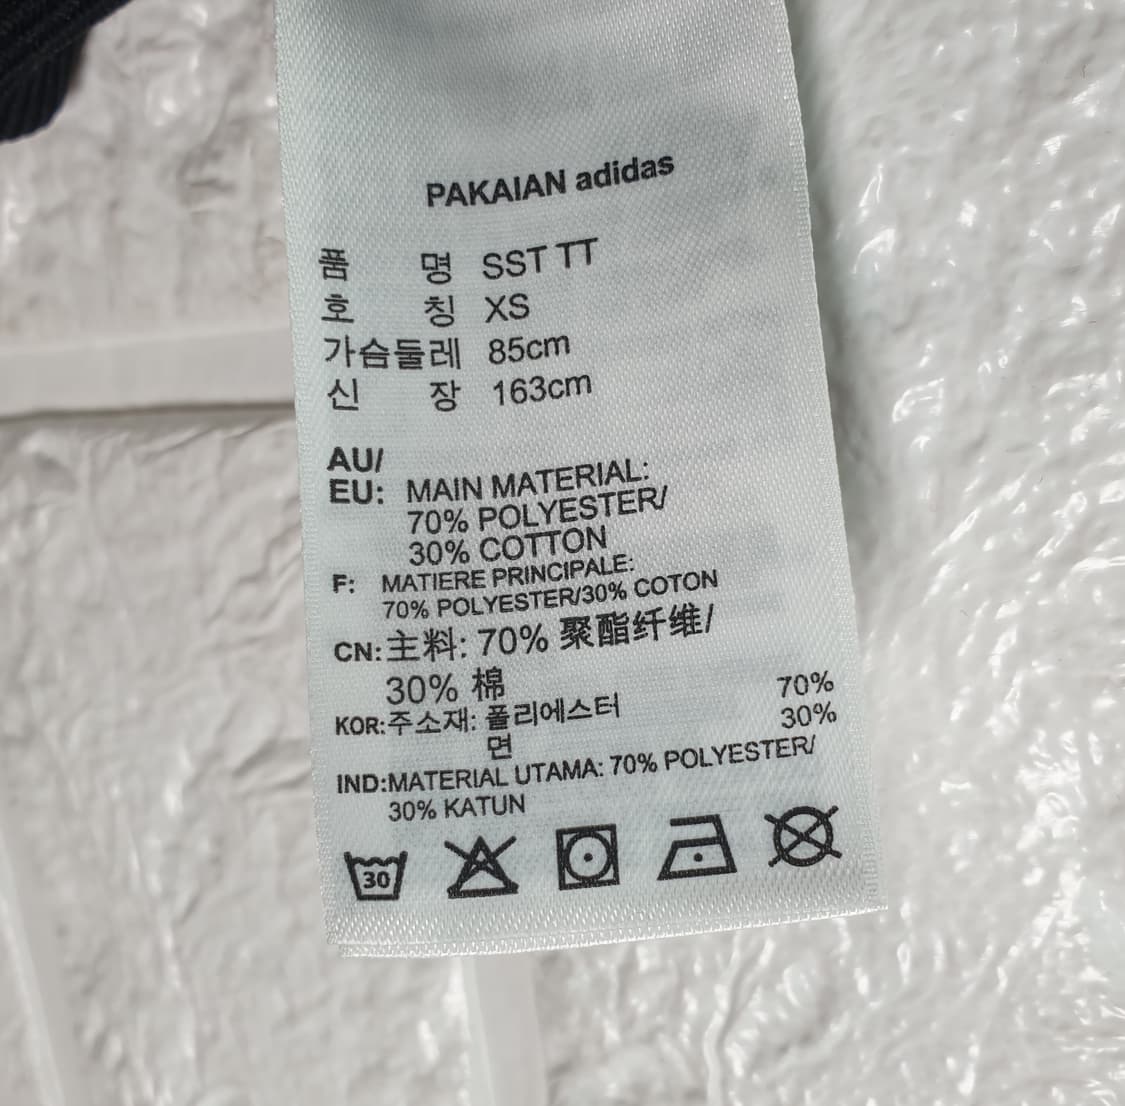 PAKAIAN adidas
품 명 SST TT
호 칭 XS
가슴둘레 85cm
신 장 163cm
AU/
EU: MAIN MATERIAL:
70% POLYESTER/
30% COTTON
F: MATIERE PRINCIPALE:
70% POLYESTER/30% COTON
CN: 主料: 70% 聚酯纤维/
30% 棉
KOR:주소재: 폴리에스터 70%
면 30%
IND:MATERIAL UTAMA: 70% POLYESTER/
30% KATUN
30